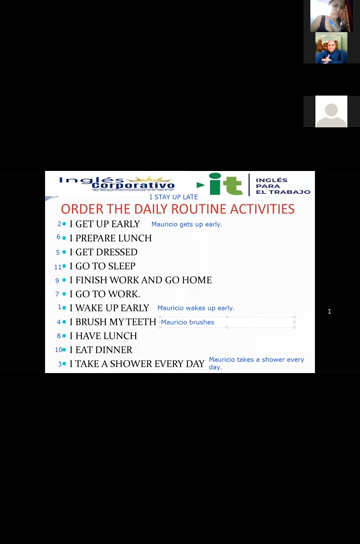 Inglés Corporativo
it INGLÉS PARA EL TRABAJO
I STAY UP LATE
ORDER THE DAILY ROUTINE ACTIVITIES
2 I GET UP EARLY Mauricio gets up early.
6 I PREPARE LUNCH
5 I GET DRESSED
11 I GO TO SLEEP
9 I FINISH WORK AND GO HOME
7 I GO TO WORK.
1 I WAKE UP EARLY Mauricio wakes up early.
4 I BRUSH MY TEETH Mauricio brushes
8 I HAVE LUNCH
10 I EAT DINNER
3 I TAKE A SHOWER EVERY DAY Mauricio takes a shower every day.